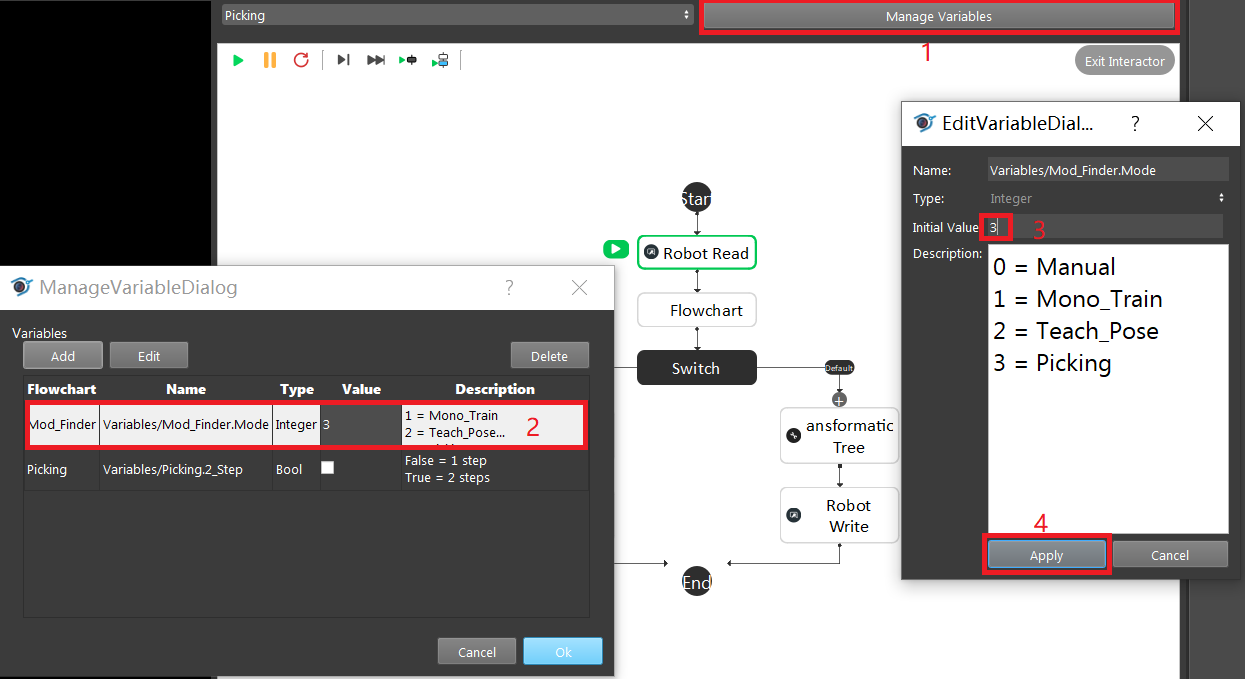 Picking
Manage Variables
1
Exit Interactor
Start
Robot Read
Flowchart
Switch
Default
ansformatic
Tree
Robot
Write
End
ManageVariableDialog
?
Variables
Add
Edit
Delete
Flowchart Name Type Value Description
Mod_Finder Variables/Mod_Finder.Mode Integer 3
1 = Mono_Train
2 = Teach_Pose...
2
Picking Variables/Picking.2_Step Bool
False = 1 step
True = 2 steps
Cancel
Ok
EditVariableDial...
?
Name: Variables/Mod_Finder.Mode
Type: Integer
Initial Value 3
3
Description:
0 = Manual
1 = Mono_Train
2 = Teach_Pose
3 = Picking
4
Apply
Cancel